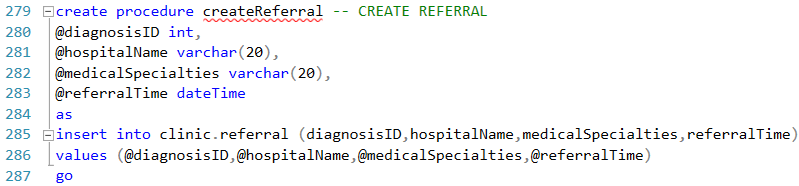 279 create procedure createReferral -- CREATE REFERRAL
280 @diagnosisID int,
281 @hospitalName varchar(20),
282 @medicalSpecialties varchar(20),
283 @referralTime dateTime
284 as
285 insert into clinic.referral (diagnosisID,hospitalName,medicalSpecialties,referralTime)
286 values (@diagnosisID,@hospitalName,@medicalSpecialties,@referralTime)
287 go